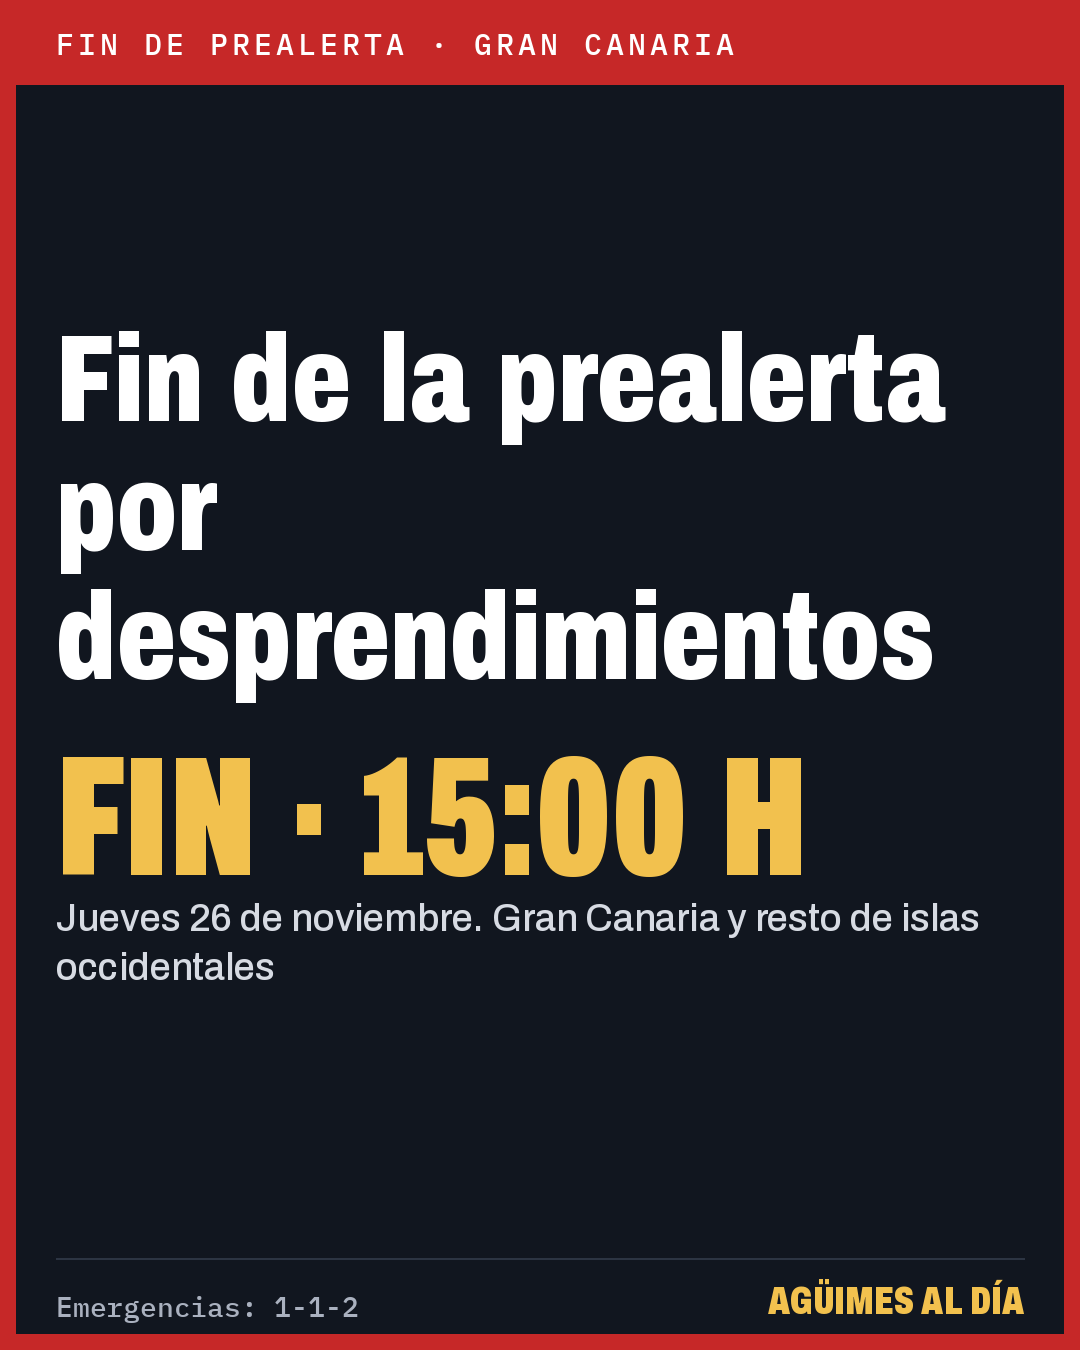 FIN DE PREALERTA · GRAN CANARIA
Fin de la prealerta
por
desprendimientos
FIN · 15:00 H
Jueves 26 de noviembre. Gran Canaria y resto de islas
occidentales
Emergencias: 1-1-2
AGÜIMES AL DÍA